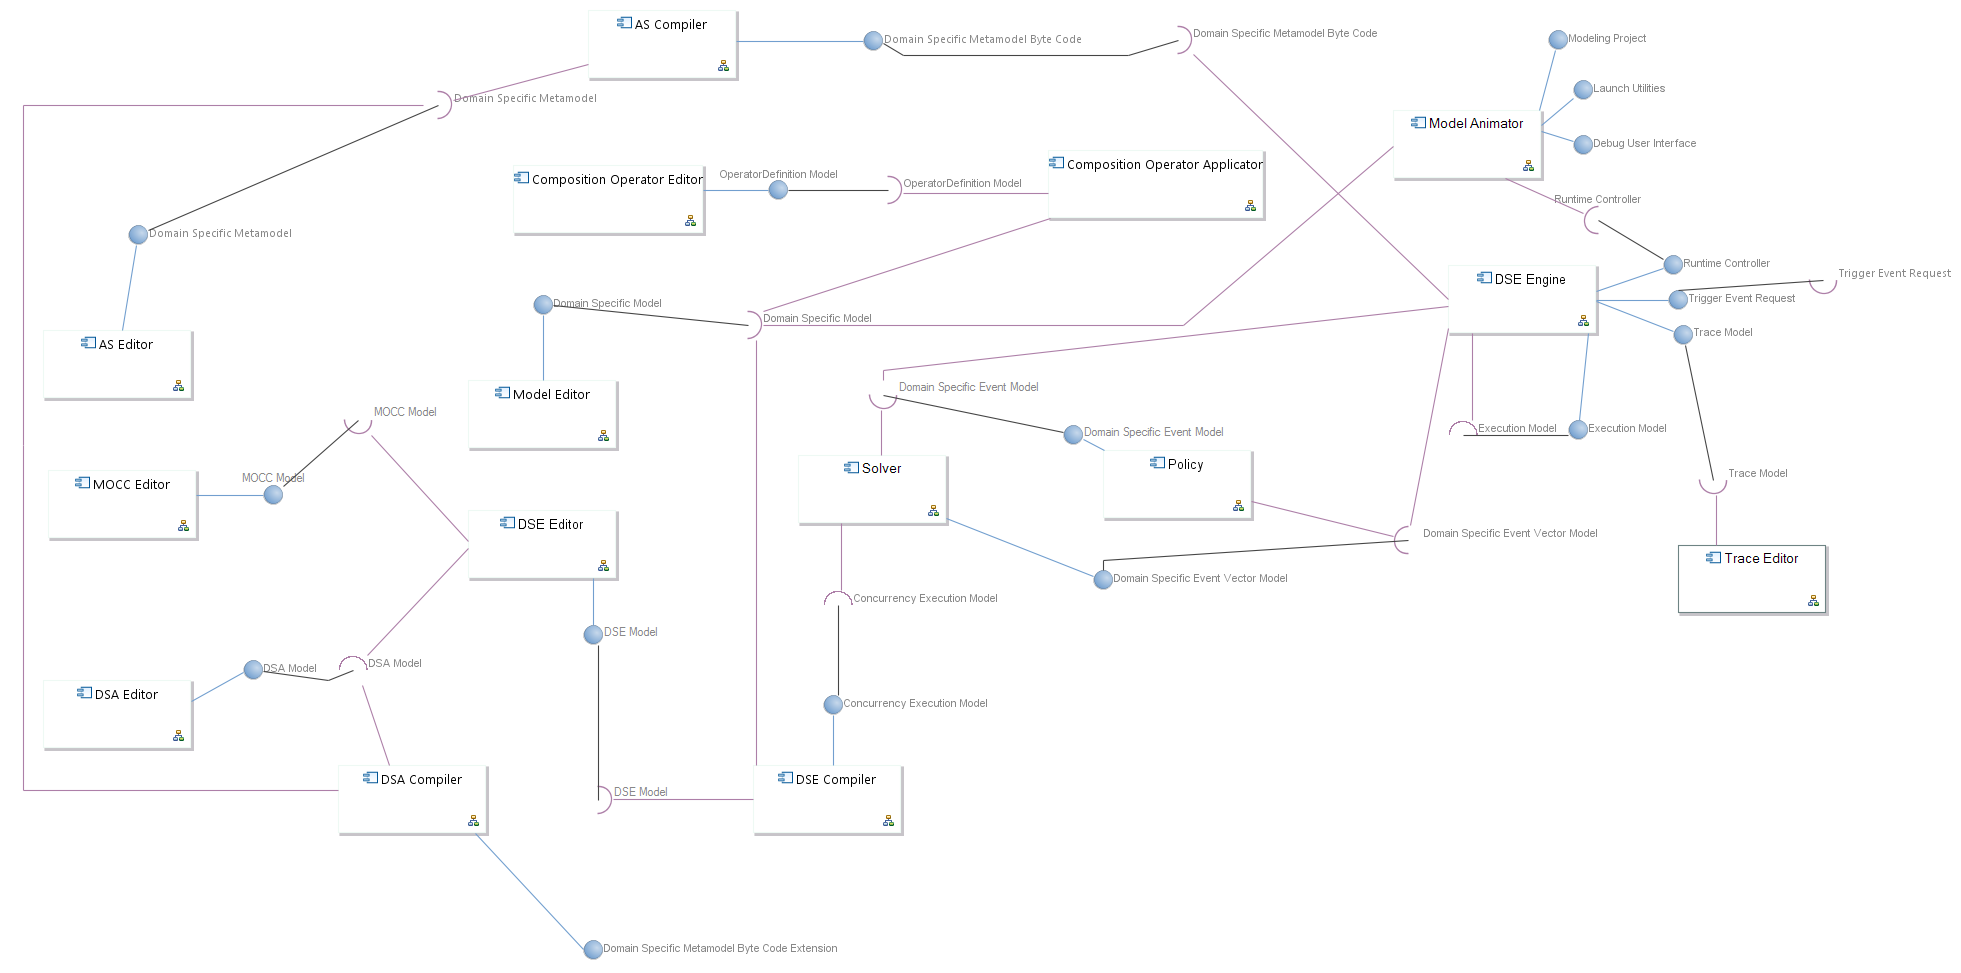 AS Compiler
Domain Specific Metamodel Byte Code
Domain Specific Metamodel Byte Code
Modeling Project
Launch Utilities
Domain Specific Metamodel
Model Animator
Debug User Interface
Composition Operator Editor
OperatorDefinition Model
OperatorDefinition Model
Composition Operator Applicator
Runtime Controller
Domain Specific Metamodel
Runtime Controller
Trigger Event Request
DSE Engine
Trigger Event Request
Domain Specific Model
Domain Specific Model
Trace Model
AS Editor
Model Editor
Domain Specific Event Model
MOCC Model
Domain Specific Event Model
Execution Model
Execution Model
MOCC Editor
MOCC Model
Solver
Policy
Trace Model
DSE Editor
Domain Specific Event Vector Model
Domain Specific Event Vector Model
Trace Editor
Concurrency Execution Model
DSE Model
DSA Model
DSA Model
DSA Editor
Concurrency Execution Model
DSA Compiler
DSE Model
DSE Compiler
Domain Specific Metamodel Byte Code Extension